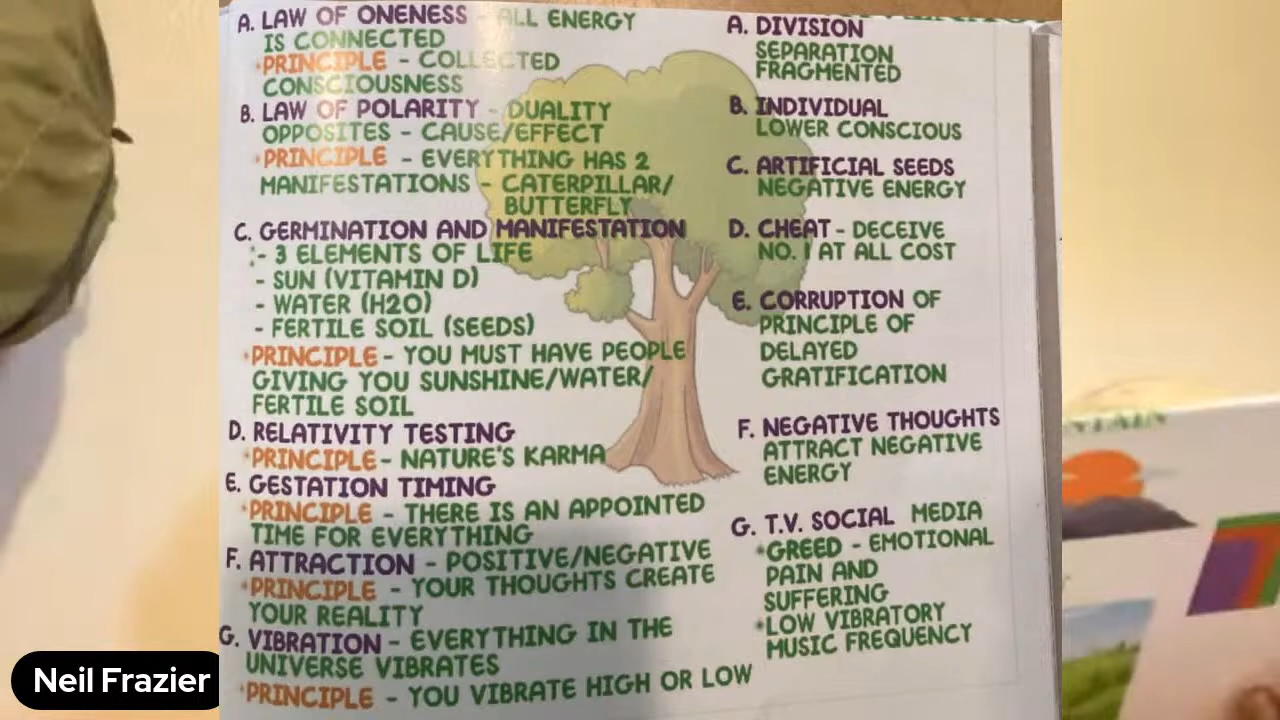 A. LAW OF ONENESS - ALL ENERGY
IS CONNECTED
•PRINCIPLE - COLLECTED
CONSCIOUSNESS
B. LAW OF POLARITY - DUALITY
OPPOSITES - CAUSE/EFFECT
•PRINCIPLE - EVERYTHING HAS 2
MANIFESTATIONS - CATERPILLAR/
BUTTERFLY
C. GERMINATION AND MANIFESTATION
:- 3 ELEMENTS OF LIFE
- SUN (VITAMIN D)
- WATER (H2O)
- FERTILE SOIL (SEEDS)
•PRINCIPLE - YOU MUST HAVE PEOPLE
GIVING YOU SUNSHINE/WATER/
FERTILE SOIL
D. RELATIVITY TESTING
•PRINCIPLE - NATURE'S KARMA
E. GESTATION TIMING
•PRINCIPLE - THERE IS AN APPOINTED
TIME FOR EVERYTHING
F. ATTRACTION - POSITIVE/NEGATIVE
•PRINCIPLE - YOUR THOUGHTS CREATE
YOUR REALITY
G. VIBRATION - EVERYTHING IN THE
UNIVERSE VIBRATES
•PRINCIPLE - YOU VIBRATE HIGH OR LOW
A. DIVISION
SEPARATION
FRAGMENTED
B. INDIVIDUAL
LOWER CONSCIOUS
C. ARTIFICIAL SEEDS
NEGATIVE ENERGY
D. CHEAT - DECEIVE
NO. 1 AT ALL COST
E. CORRUPTION OF
PRINCIPLE OF
DELAYED
GRATIFICATION
F. NEGATIVE THOUGHTS
ATTRACT NEGATIVE
ENERGY
G. T.V. SOCIAL MEDIA
•GREED - EMOTIONAL
PAIN AND
SUFFERING
•LOW VIBRATORY
MUSIC FREQUENCY
Neil Frazier